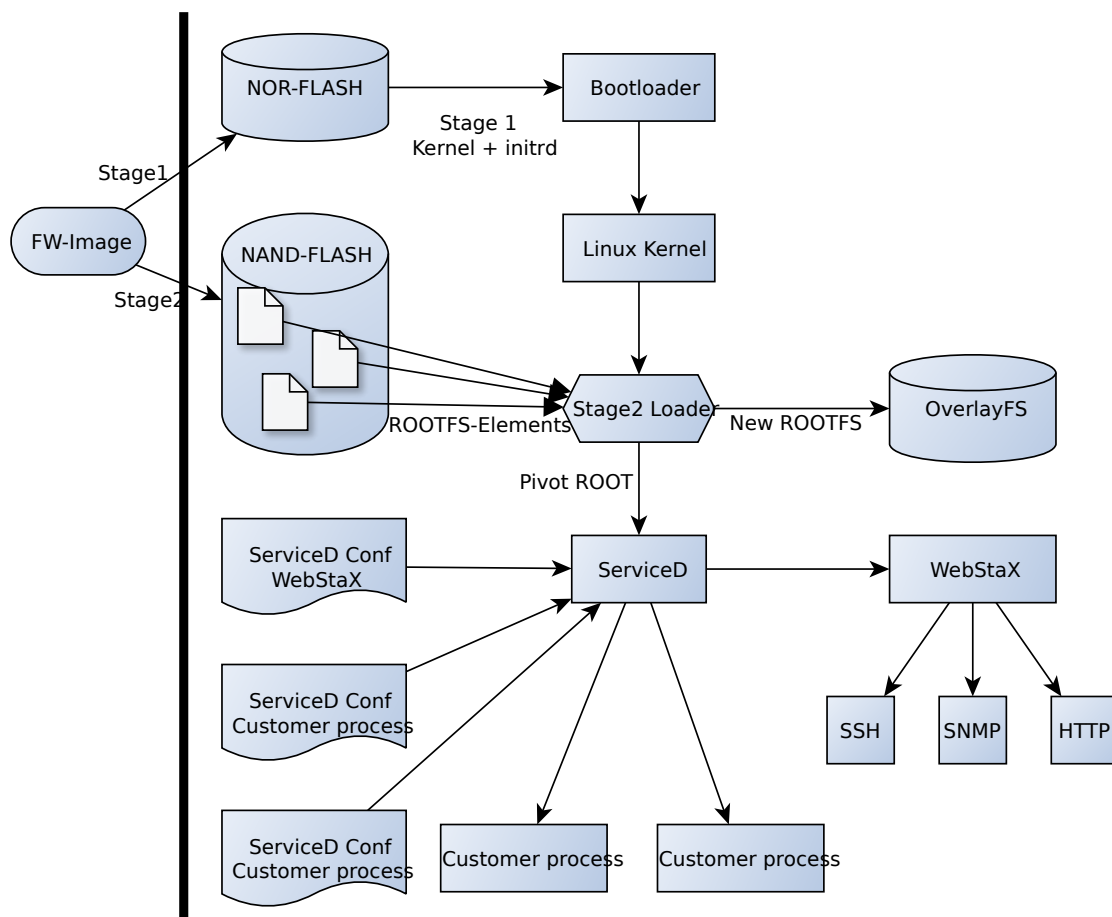 NOR-FLASH
Bootloader
Stage 1
Kernel + initrd
Stage1
FW-Image
NAND-FLASH
Linux Kernel
Stage2
Stage2 Loader
OverlayFS
ROOTFS-Elements
New ROOTFS
Pivot ROOT
ServiceD Conf
WebStaX
ServiceD
WebStaX
ServiceD Conf
Customer process
SSH
SNMP
HTTP
ServiceD Conf
Customer process
Customer process
Customer process